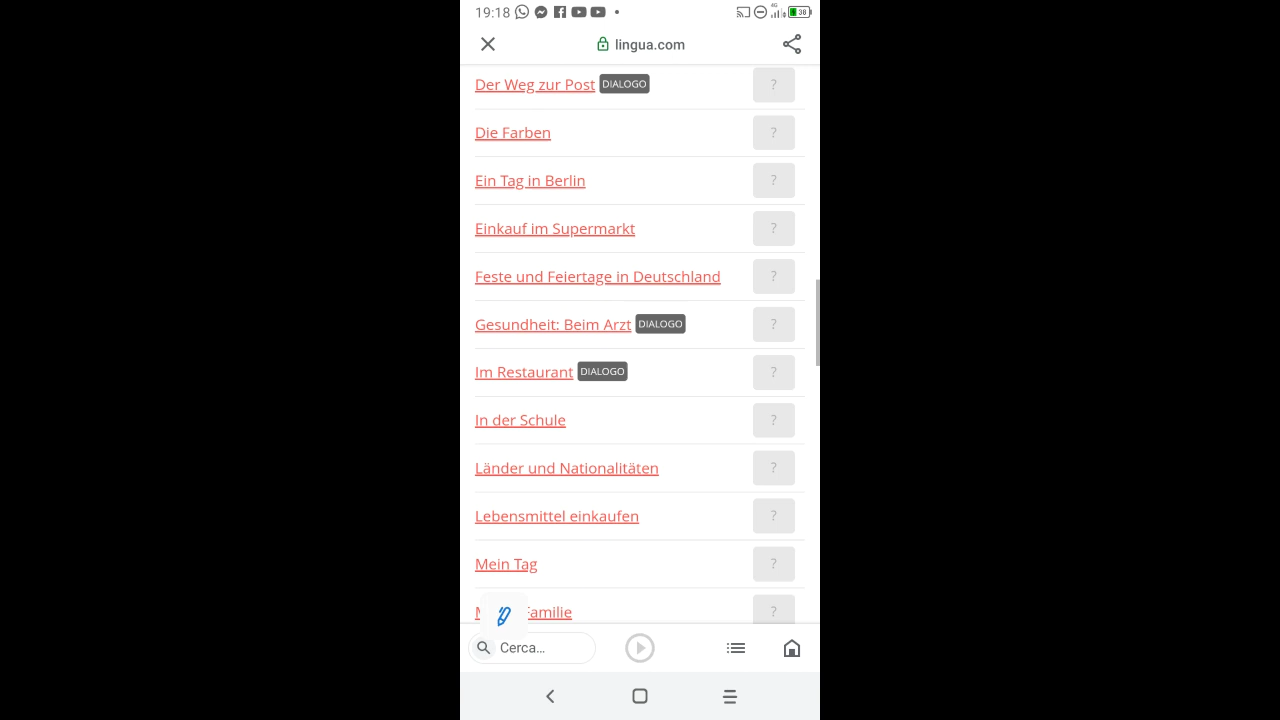 19:18 4G 38
lingua.com
Der Weg zur Post DIALOGO ?
Die Farben ?
Ein Tag in Berlin ?
Einkauf im Supermarkt ?
Feste und Feiertage in Deutschland ?
Gesundheit: Beim Arzt DIALOGO ?
Im Restaurant DIALOGO ?
In der Schule ?
Länder und Nationalitäten ?
Lebensmittel einkaufen ?
Mein Tag ?
Familie ?
Cerca...